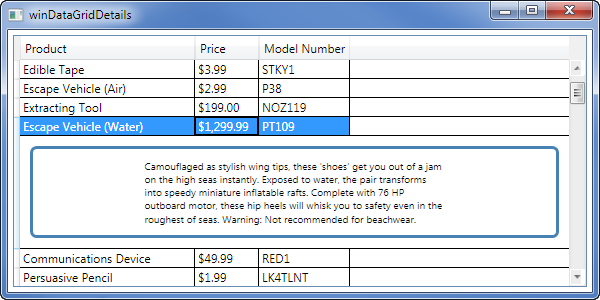 winDataGridDetails
Product Price Model Number
Edible Tape $3.99 STKY1
Escape Vehicle (Air) $2.99 P38
Extracting Tool $199.00 NOZ119
Escape Vehicle (Water) $1,299.99 PT109
Camouflaged as stylish wing tips, these 'shoes' get you out of a jam
on the high seas instantly. Exposed to water, the pair transforms
into speedy miniature inflatable rafts. Complete with 76 HP
outboard motor, these hip heels will whisk you to safety even in the
roughest of seas. Warning: Not recommended for beachwear.
Communications Device $49.99 RED1
Persuasive Pencil $1.99 LK4TLNT